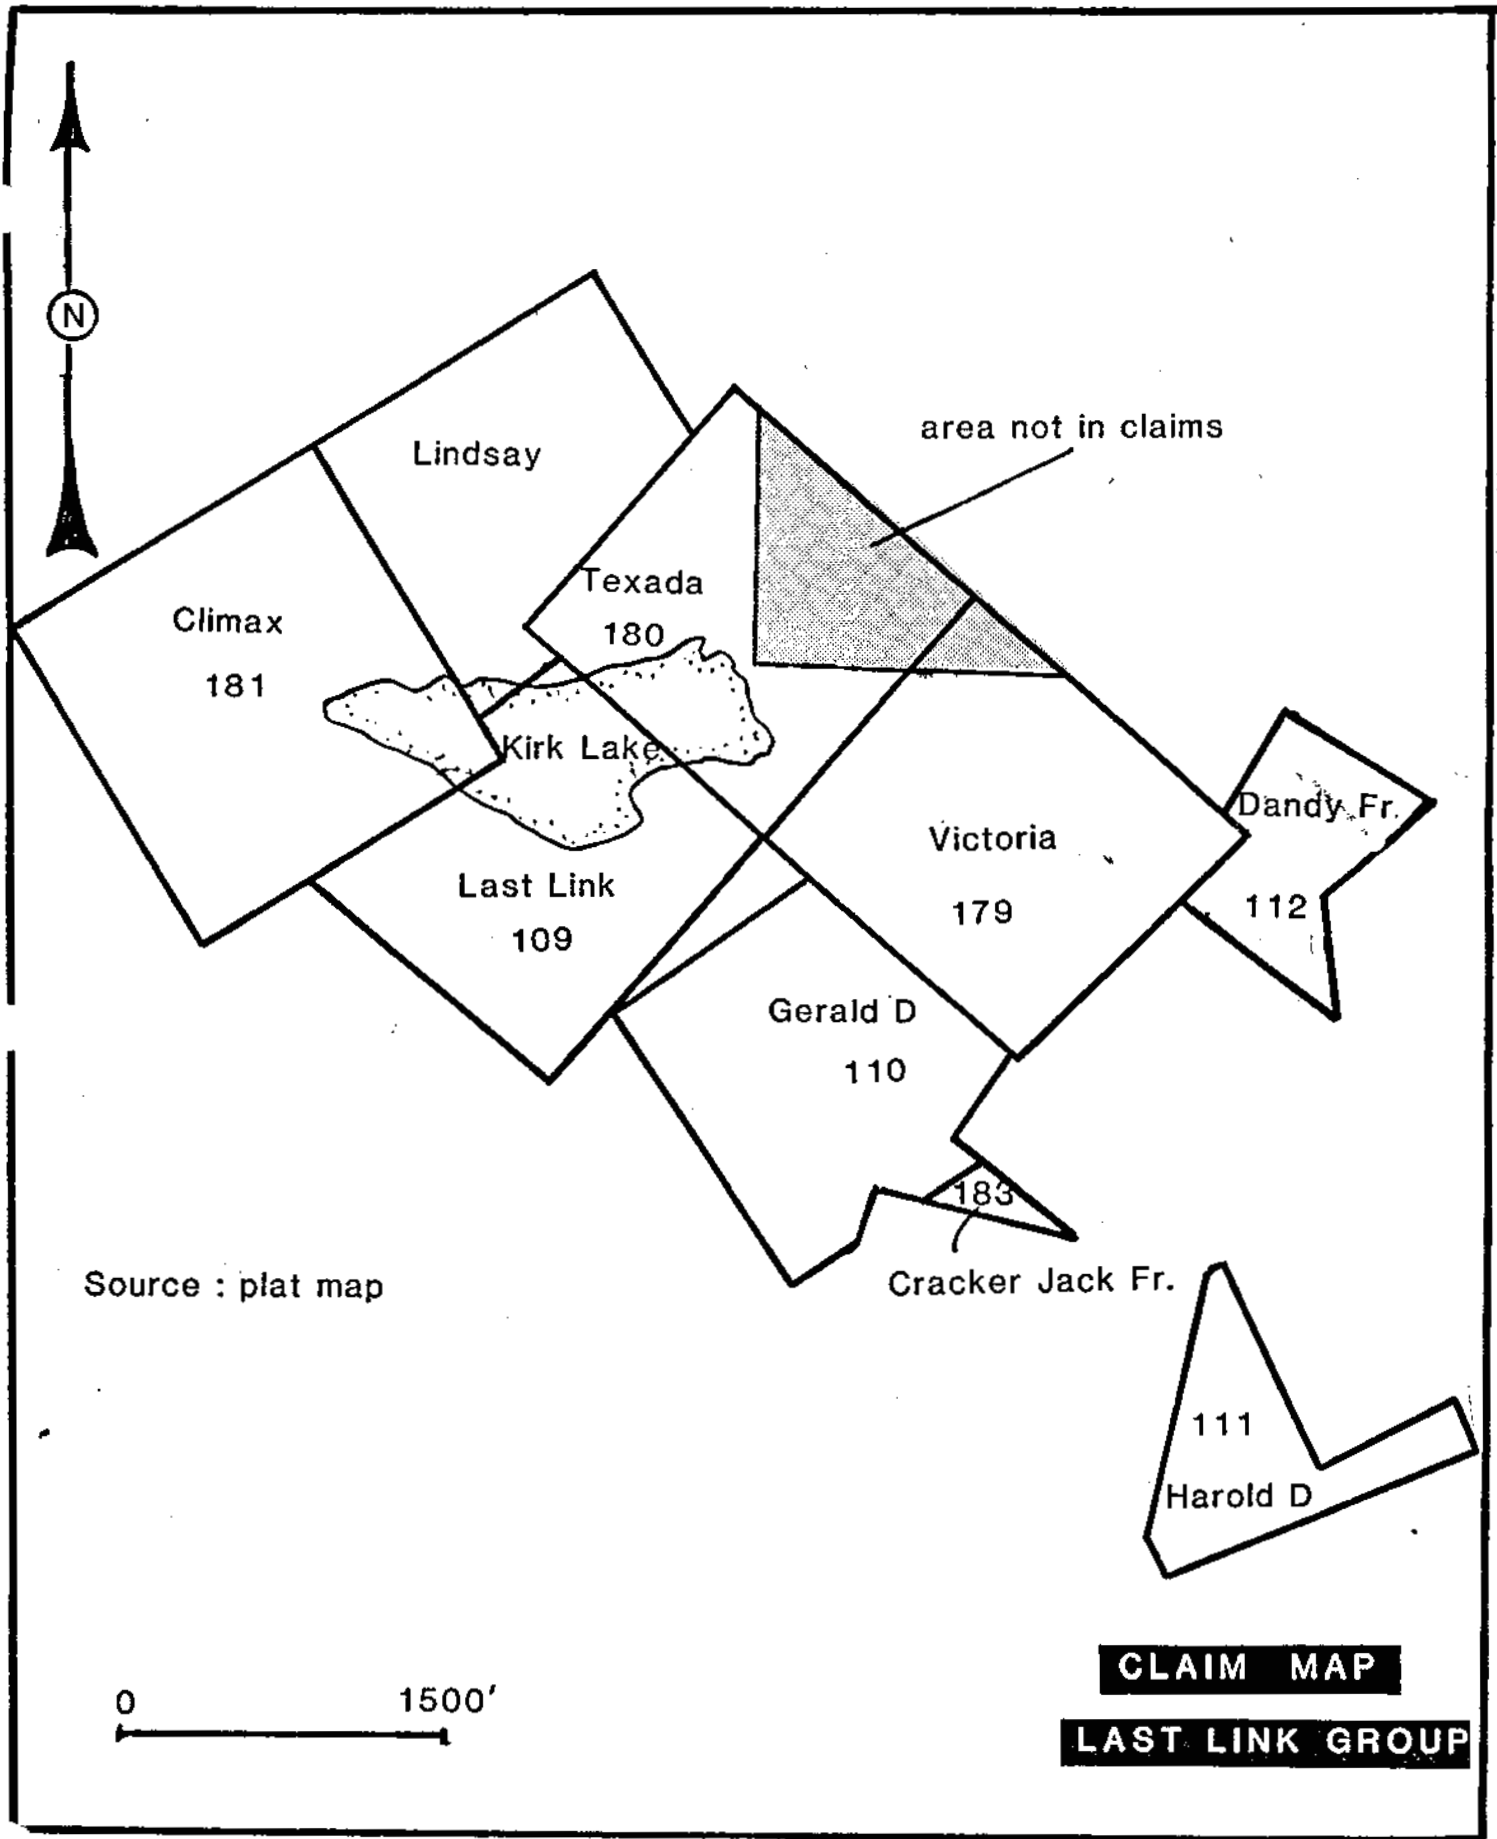 N
area not in claims
Lindsay
Texada
180
Climax
181
Kirk Lake
Dandy Fr.
112
Victoria
179
Last Link
109
Gerald D
110
183
Cracker Jack Fr.
Source : plat map
111
Harold D
0 1500'
CLAIM MAP
LAST LINK GROUP